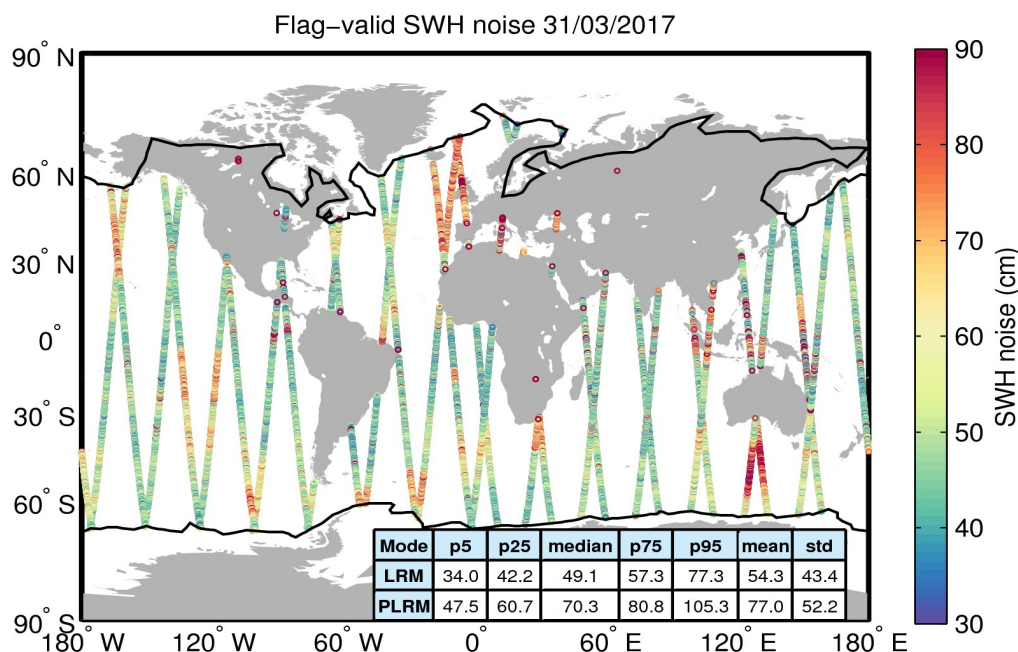 Flag−valid SWH noise 31/03/2017
90° N
60° N
30° N
0°
30° S
60° S
90° S
180° W
120° W
60° W
0°
60° E
120° E
180° E
Mode p5 p25 median p75 p95 mean std
LRM 34.0 42.2 49.1 57.3 77.3 54.3 43.4
PLRM 47.5 60.7 70.3 80.8 105.3 77.0 52.2
90
80
70
60
50
40
30
SWH noise (cm)